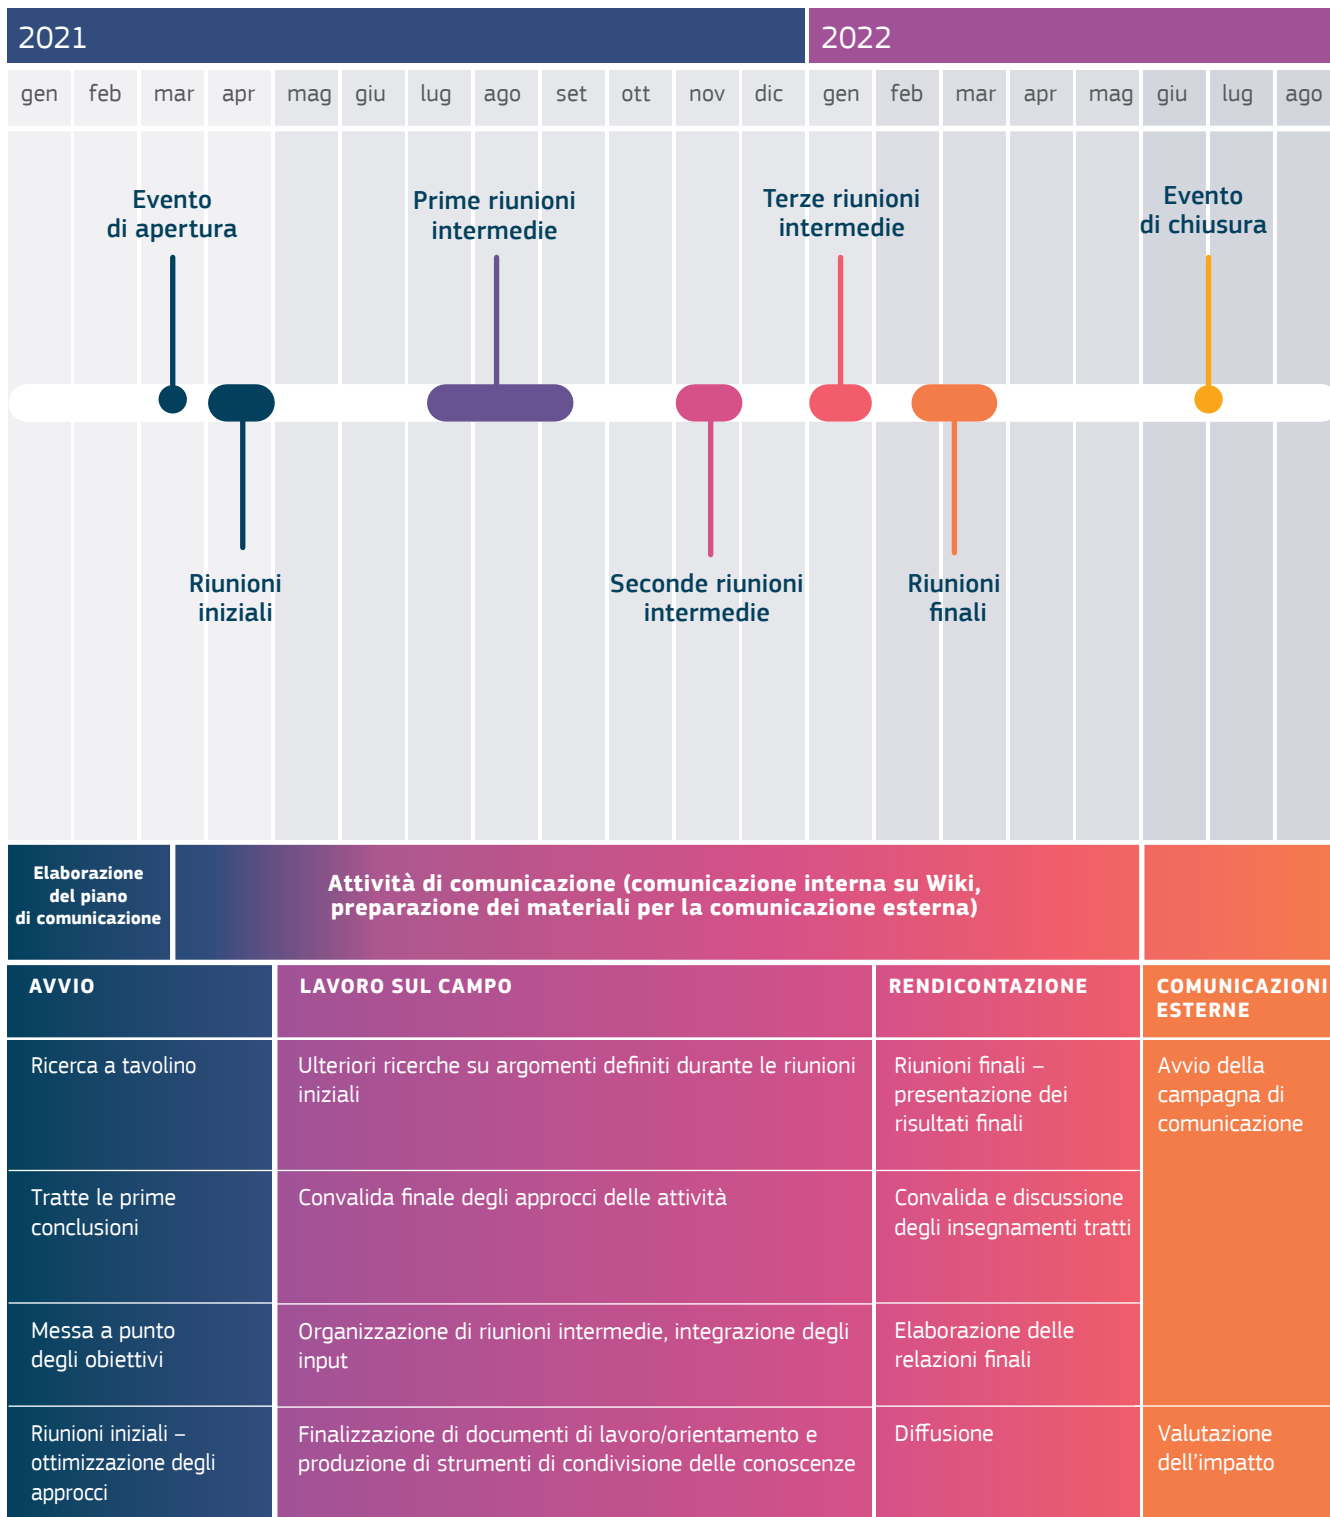 2021
2022
gen feb mar apr mag giu lug ago set ott nov dic gen feb mar apr mag giu lug ago
Evento
di apertura
Prime riunioni
intermedie
Terze riunioni
intermedie
Evento
di chiusura
Riunioni
iniziali
Seconde riunioni
intermedie
Riunioni
finali
Elaborazione
del piano
di comunicazione
Attività di comunicazione (comunicazione interna su Wiki,
preparazione dei materiali per la comunicazione esterna)
AVVIO
LAVORO SUL CAMPO
RENDICONTAZIONE
COMUNICAZIONI
ESTERNE
Ricerca a tavolino
Ulteriori ricerche su argomenti definiti durante le riunioni
iniziali
Riunioni finali –
presentazione dei
risultati finali
Avvio della
campagna di
comunicazione
Tratte le prime
conclusioni
Convalida finale degli approcci delle attività
Convalida e discussione
degli insegnamenti tratti
Messa a punto
degli obiettivi
Organizzazione di riunioni intermedie, integrazione degli
input
Elaborazione delle
relazioni finali
Riunioni iniziali –
ottimizzazione degli
approcci
Finalizzazione di documenti di lavoro/orientamento e
produzione di strumenti di condivisione delle conoscenze
Diffusione
Valutazione
dell'impatto